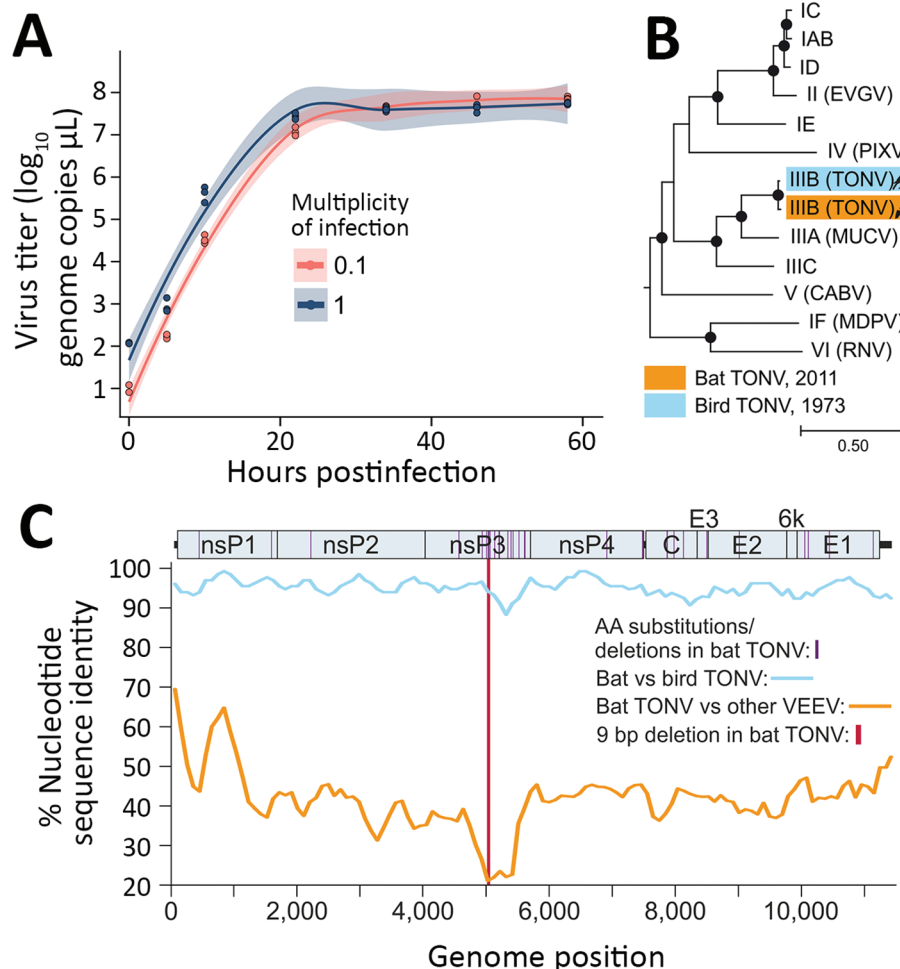 A
Virus titer (log10
genome copies µL)
8
7
6
5
4
3
2
1
0
20
40
60
Hours postinfection
Multiplicity
of infection
0.1
1
B
IC
IAB
ID
II (EVGV)
IE
IV (PIXV
IIIB (TONV)
IIIB (TONV)
IIIA (MUCV)
IIIC
V (CABV)
IF (MDPV)
VI (RNV)
Bat TONV, 2011
Bird TONV, 1973
0.50
C
E3
6k
nsP1
nsP2
nsP3
nsP4
C
E2
E1
% Nucleodtide
sequence identity
100
90
80
70
60
50
40
30
20
AA substitutions/
deletions in bat TONV:
Bat vs bird TONV:
Bat TONV vs other VEEV:
9 bp deletion in bat TONV:
0
2,000
4,000
6,000
8,000
10,000
Genome position